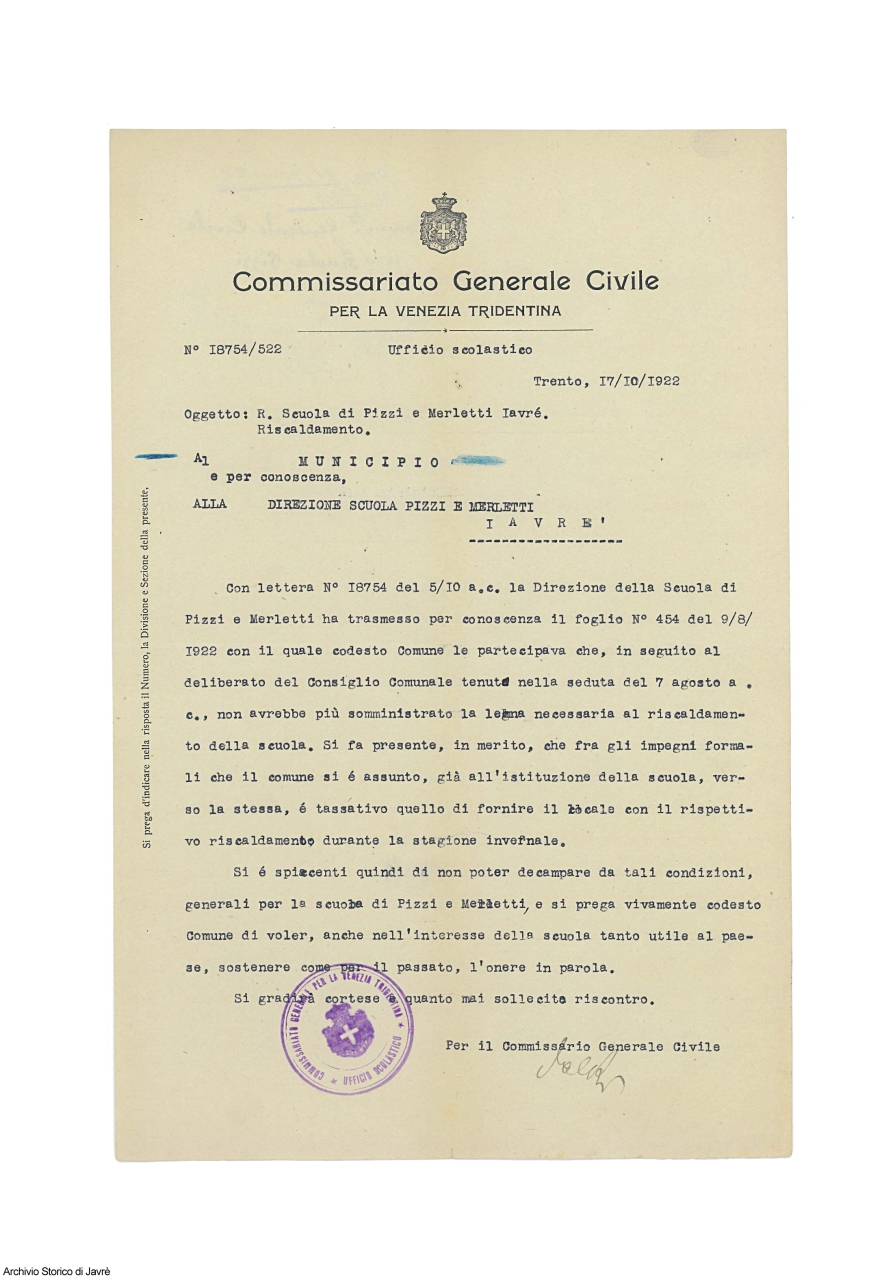 Commissariato Generale Civile
PER LA VENEZIA TRIDENTINA
N° I8754/522 Ufficio scolastico
Trento, I7/I0/I922
Oggetto: R. Scuola di Pizzi e Merletti Iavré.
Riscaldamento.
Al MUNICIPIO
e per conoscenza,
ALLA DIREZIONE SCUOLA PIZZI E MERLETTI
IAVRE'
Si prega d'indicare nella risposta il Numero, la Divisione e Sezione della presente,
Con lettera N° I8754 del 5/I0 a.c. la Direzione della Scuola di
Pizzi e Merletti ha trasmesso per conoscenza il foglio N° 454 del 9/8/
I922 con il quale codesto Comune le partecipava che, in seguito al
deliberato del Consiglio Comunale tenuto nella seduta del 7 agosto a .
c., non avrebbe più somministrato la legna necessaria al riscaldamen-
to della scuola. Si fa presente, in merito, che fra gli impegni forma-
li che il comune si é assunto, già all'istituzione della scuola, ver-
so la stessa, é tassativo quello di fornire il locale con il rispetti-
vo riscaldamento durante la stagione invernale.
Si é spiacenti quindi di non poter decampare da tali condizioni,
generali per la scuola di Pizzi e Merletti, e si prega vivamente codesto
Comune di voler, anche nell'interesse della scuola tanto utile al pae-
se, sostenere come per il passato, l'onere in parola.
Si gradirà cortese e quanto mai sollecito riscontro.
Per il Commissário Generale Civile
COMMISSARIATO GENERALE PER LA VENEZIA TRIDENTINA
* UFFICIO SCOLASTICO *
Archivio Storico di Javrè